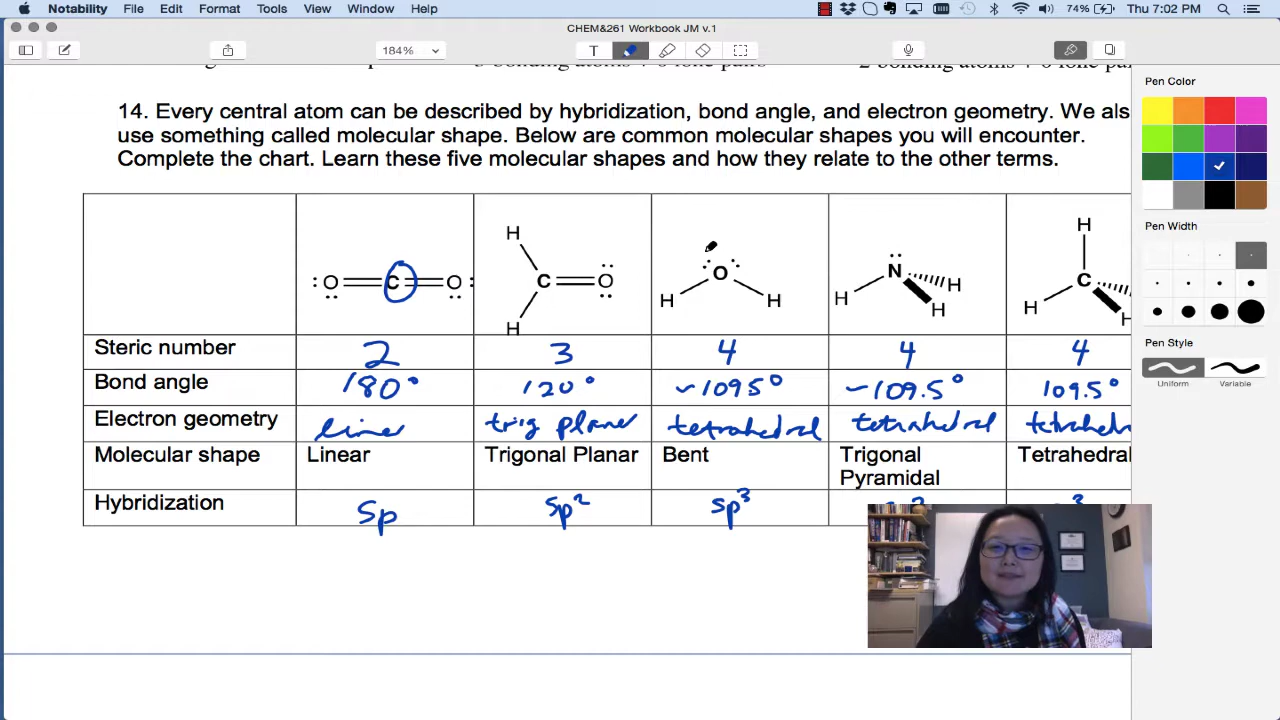 Notability File Edit Format Tools View Window Help 74% Thu 7:02 PM
CHEM&261 Workbook JM v.1
184% T
14. Every central atom can be described by hybridization, bond angle, and electron geometry. We als
use something called molecular shape. Below are common molecular shapes you will encounter.
Complete the chart. Learn these five molecular shapes and how they relate to the other terms.
H H H
:O C O: C O O N
H H H H H C
H H H H
Steric number 2 3 4 4 4
Bond angle 180° 120° ~109.5° ~109.5° 109.5°
Electron geometry linear trig planar tetrahedral tetrahedral tetrahedr
Molecular shape Linear Trigonal Planar Bent Trigonal Pyramidal Tetrahedral
Hybridization sp sp² sp³
Pen Color
Pen Width
Pen Style
Uniform Variable